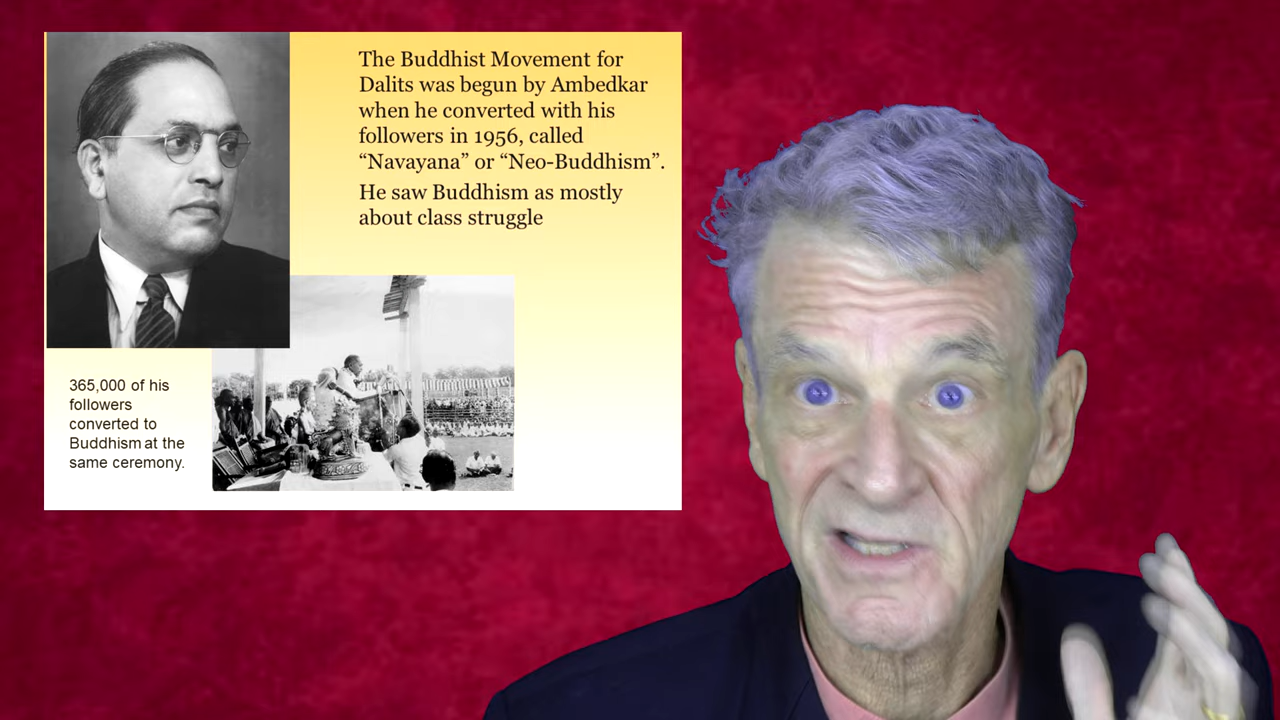 The Buddhist Movement for
Dalits was begun by Ambedkar
when he converted with his
followers in 1956, called
“Navayana” or “Neo-Buddhism”.
He saw Buddhism as mostly
about class struggle
365,000 of his
followers
converted to
Buddhism at the
same ceremony.